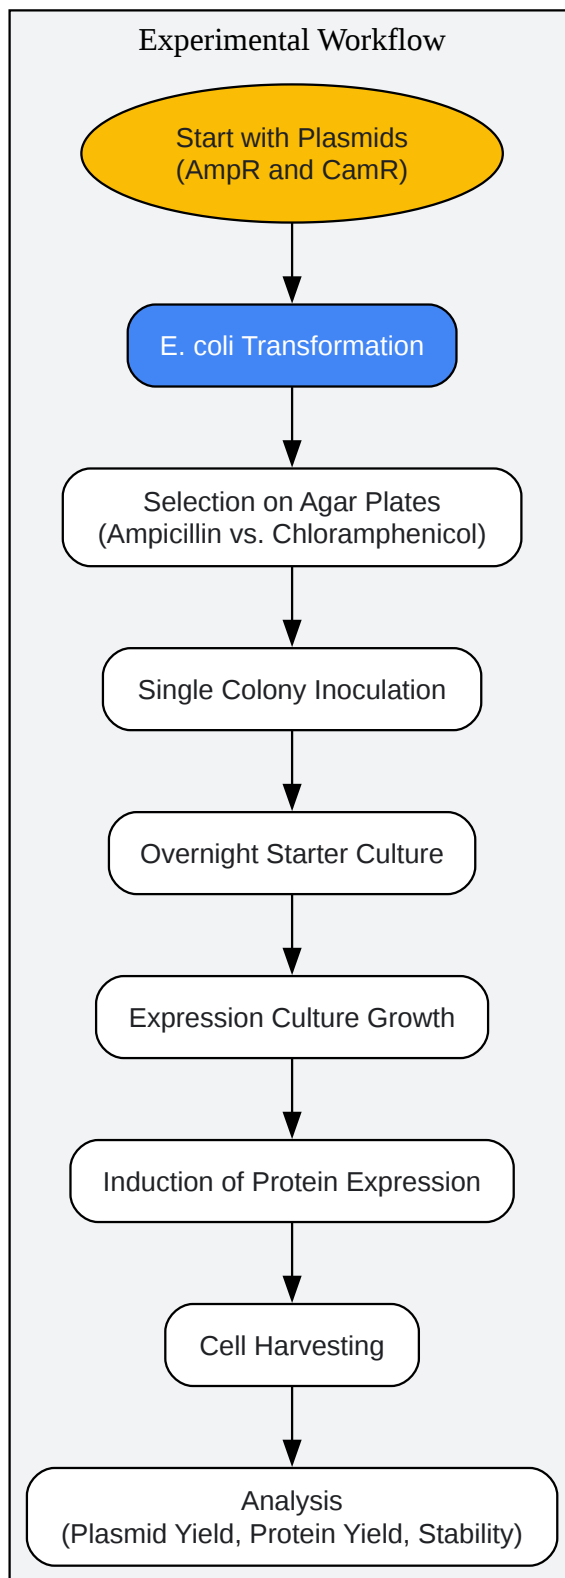 Experimental Workflow
Start with Plasmids
(AmpR and CamR)
E. coli Transformation
Selection on Agar Plates
(Ampicillin vs. Chloramphenicol)
Single Colony Inoculation
Overnight Starter Culture
Expression Culture Growth
Induction of Protein Expression
Cell Harvesting
Analysis
(Plasmid Yield, Protein Yield, Stability)